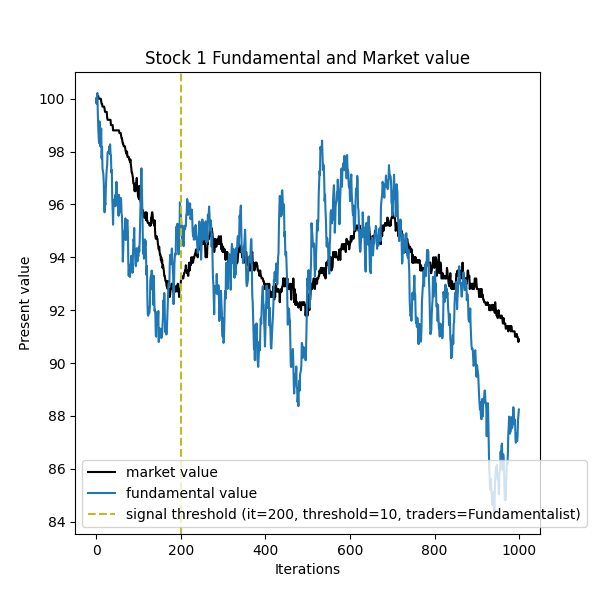 Stock 1 Fundamental and Market value
Present value
100
98
96
94
92
90
88
86
84
market value
fundamental value
signal threshold (it=200, threshold=10, traders=Fundamentalist)
0
200
400
600
800
1000
Iterations